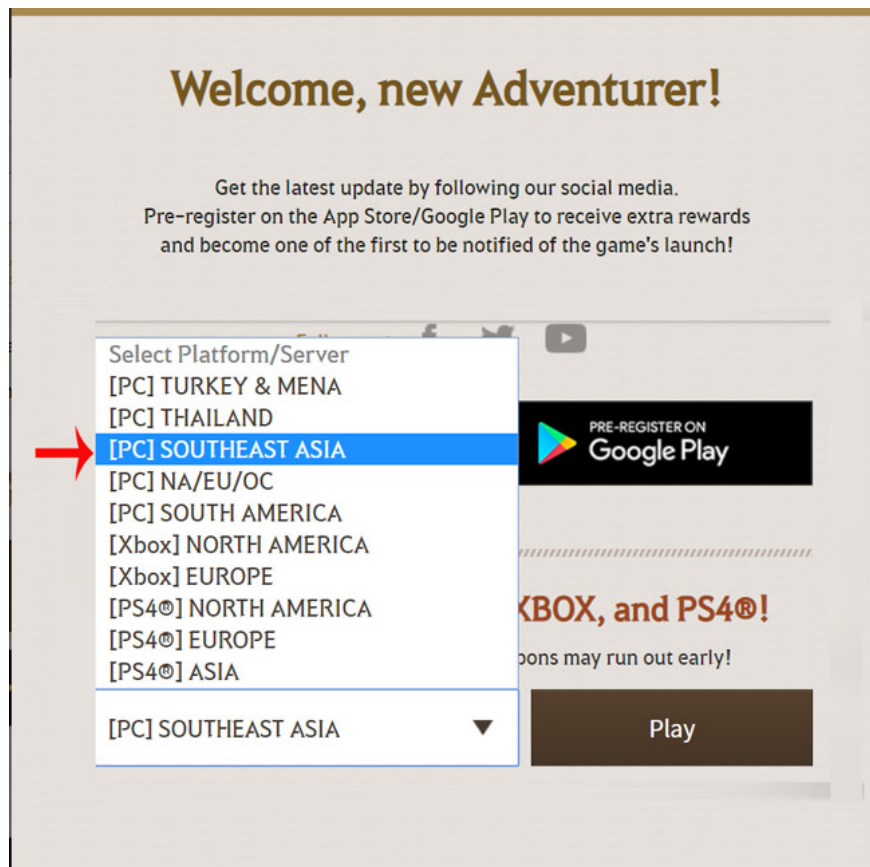 Welcome, new Adventurer!
Get the latest update by following our social media.
Pre-register on the App Store/Google Play to receive extra rewards
and become one of the first to be notified of the game's launch!
Select Platform/Server
[PC] TURKEY & MENA
[PC] THAILAND
[PC] SOUTHEAST ASIA
[PC] NA/EU/OC
[PC] SOUTH AMERICA
[Xbox] NORTH AMERICA
[Xbox] EUROPE
[PS4®] NORTH AMERICA
[PS4®] EUROPE
[PS4®] ASIA
PRE-REGISTER ON
Google Play
XBOX, and PS4®!
may run out early!
[PC] SOUTHEAST ASIA
Play